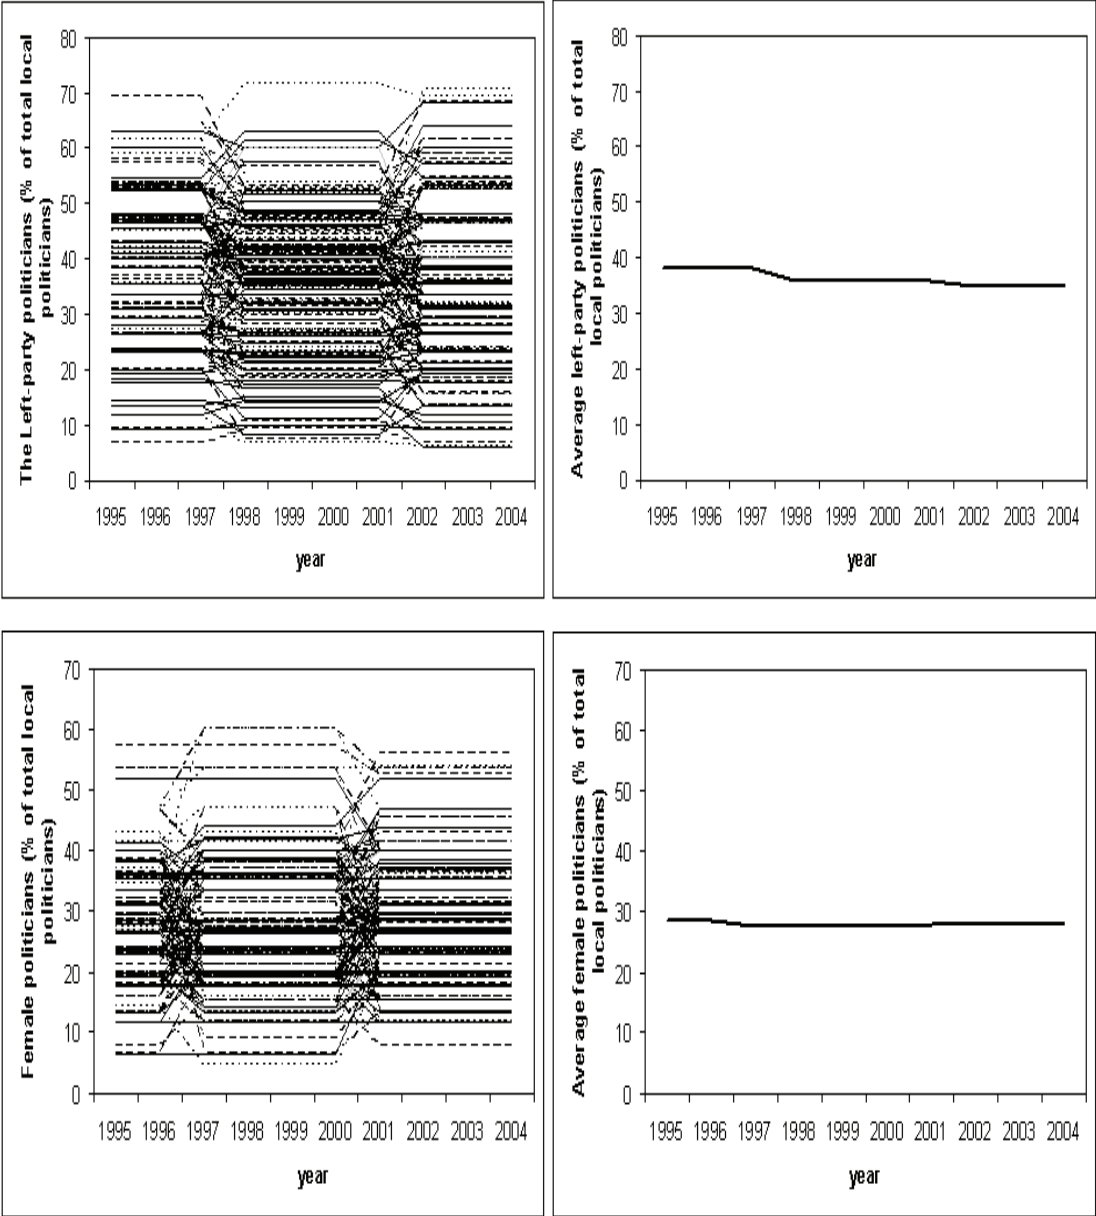 The Left-party politicians (% of total local
politicians)
80
70
60
50
40
30
20
10
0
1995 1996 1997 1998 1999 2000 2001 2002 2003 2004
year
Average left-party politicians (% of total
local politicians)
80
70
60
50
40
30
20
10
0
1995 1996 1997 1998 1999 2000 2001 2002 2003 2004
year
Female politicians (% of total local
politicians)
70
60
50
40
30
20
10
0
1995 1996 1997 1998 1999 2000 2001 2002 2003 2004
year
Average female politicians (% of total
local politicians)
70
60
50
40
30
20
10
0
1995 1996 1997 1998 1999 2000 2001 2002 2003 2004
year